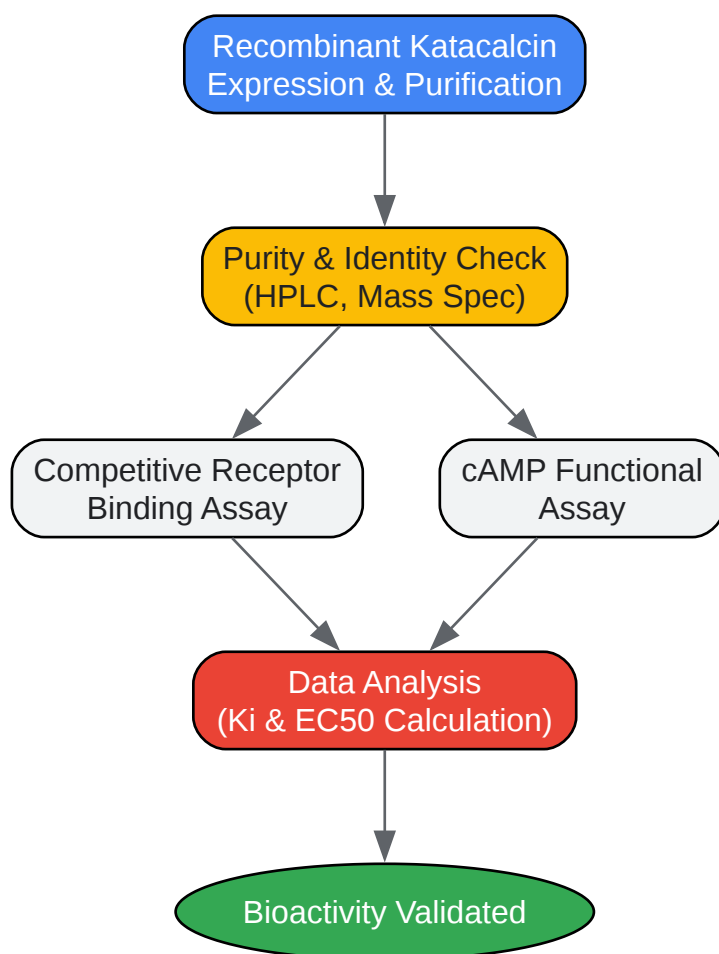 Recombinant Katacalcin
Expression & Purification
Purity & Identity Check
(HPLC, Mass Spec)
Competitive Receptor
Binding Assay
cAMP Functional
Assay
Data Analysis
(Ki & EC50 Calculation)
Bioactivity Validated